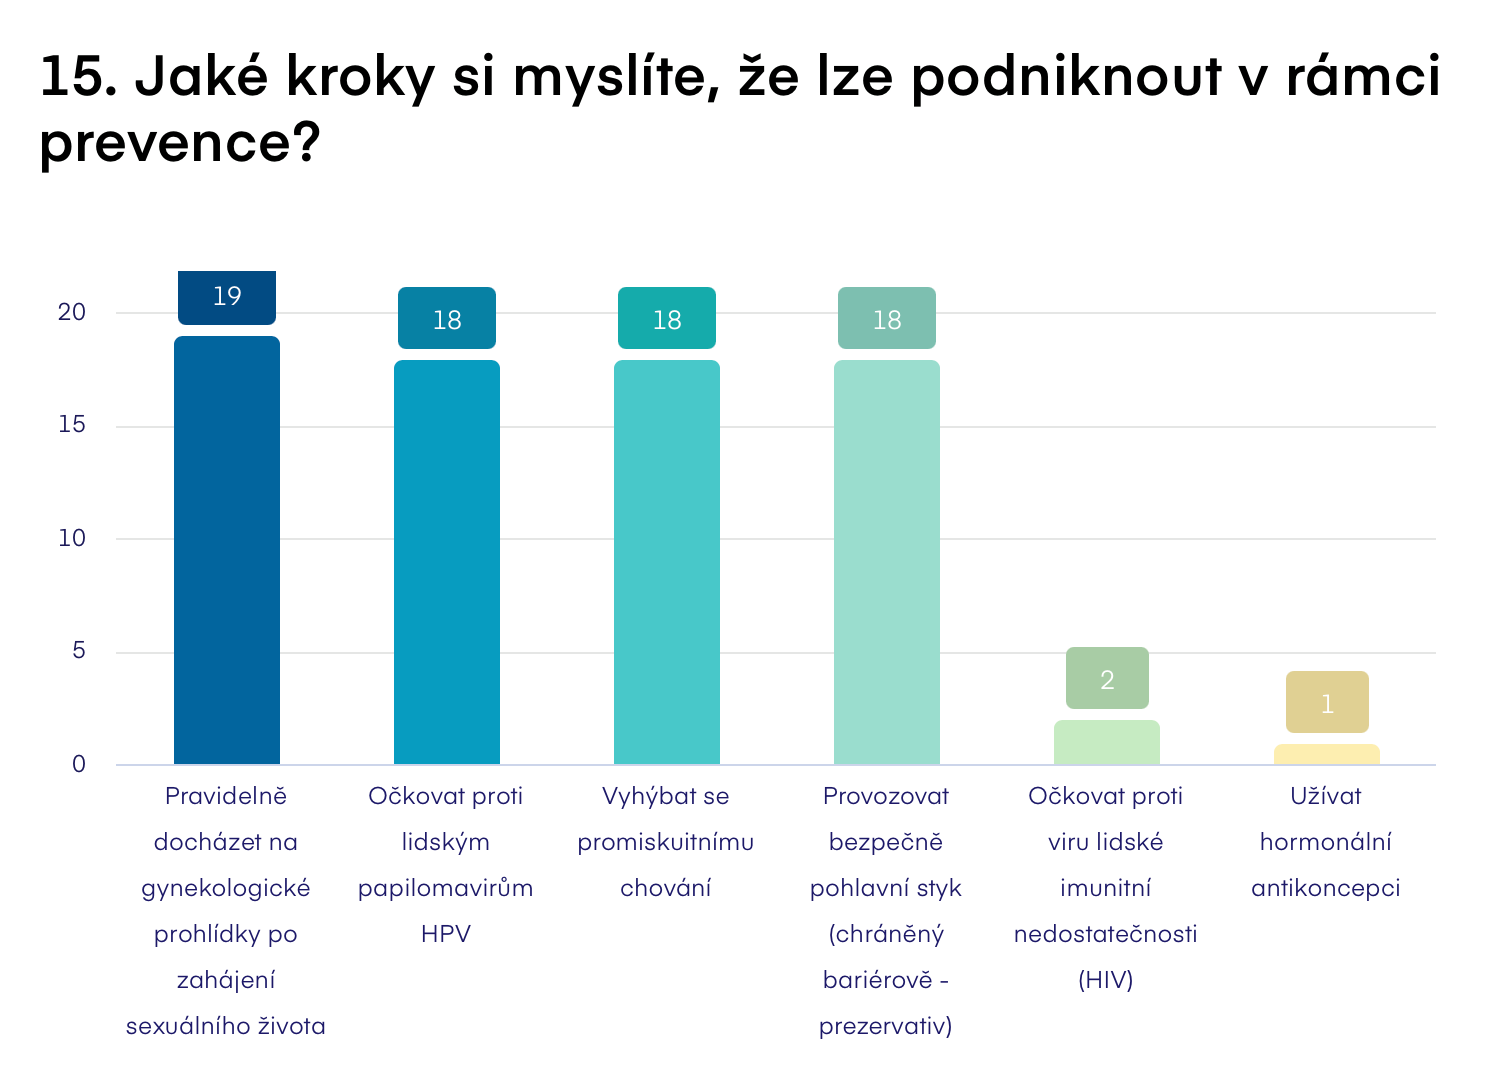 15. Jaké kroky si myslíte, že lze podniknout v rámci
prevence?
19
18
18
18
2
1
20
15
10
5
0
Pravidelně
docházet na
gynekologické
prohlídky po
zahájení
sexuálního života
Očkovat proti
lidským
papilomavirům
HPV
Vyhýbat se
promiskuitnímu
chování
Provozovat
bezpečně
pohlavní styk
(chráněný
bariérově -
prezervativ)
Očkovat proti
viru lidské
imunitní
nedostatečnosti
(HIV)
Užívat
hormonální
antikoncepci